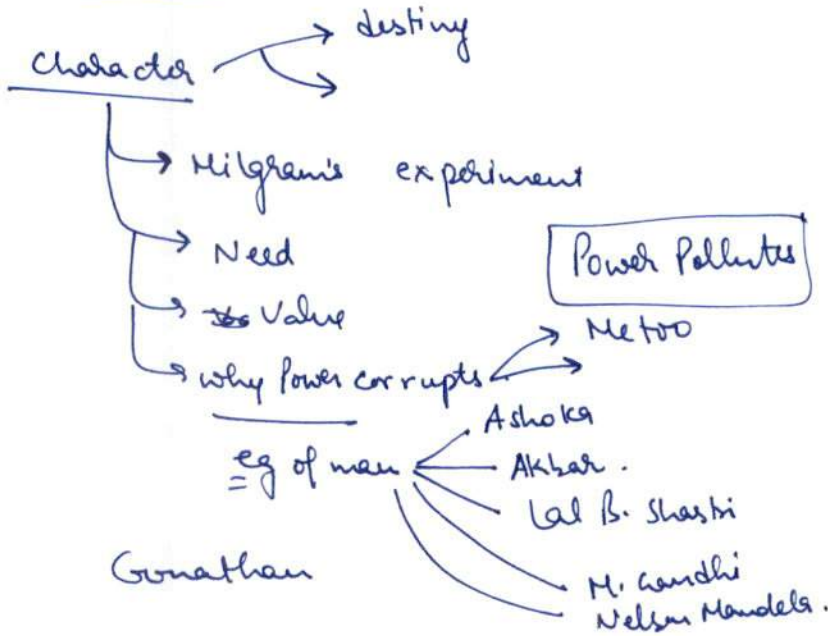 destiny
Character
Milgram's experiment
Need
Power Pollutes
Value
Metoo
why Power corrupts
Ashoka
eg of man
Akbar.
Lal B. Shastri
Gonathan
M. Gandhi
Nelson Mandela.